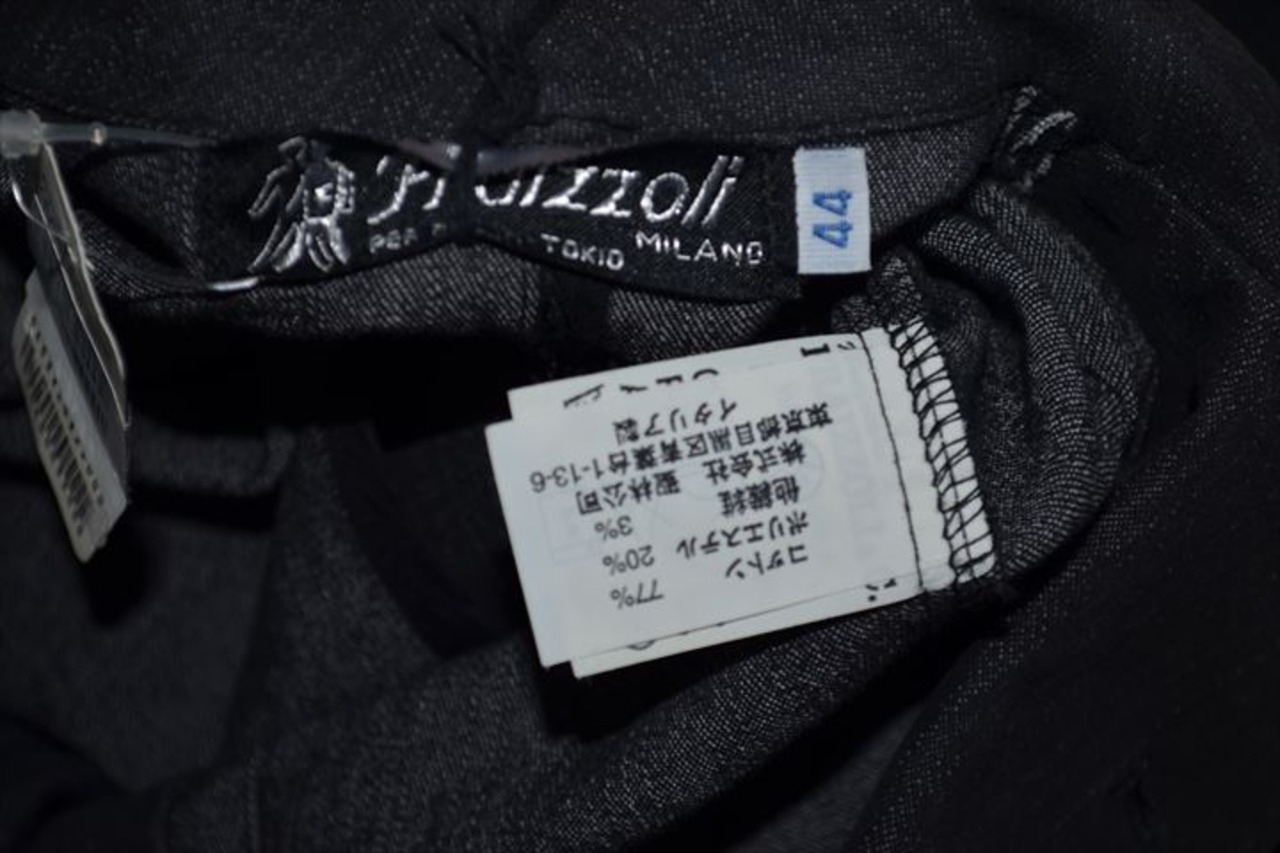 Fraizzoli
TOKIO MILANO
44
コットン 77%
ポリエステル 20%
他繊維 3%
株式会社 聖林公司
東京都目黒区青葉台1-13-6
イタリア製